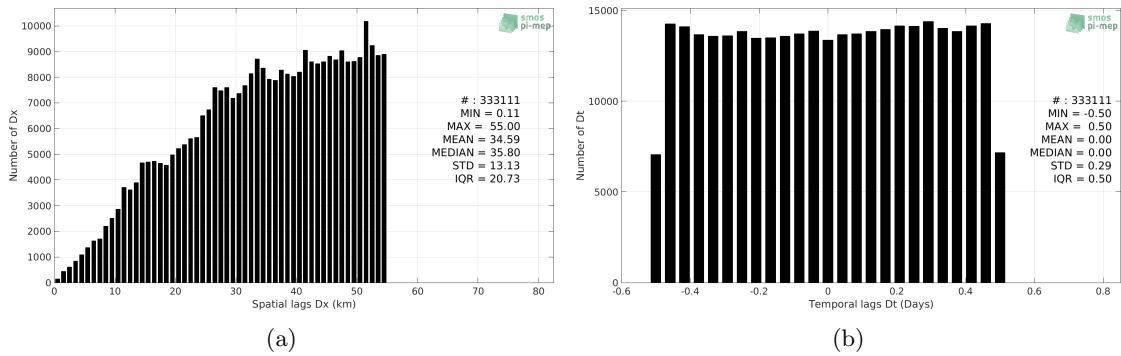 10000
9000
8000
7000
6000
5000
4000
3000
2000
1000
0
Number of Dx
smos
pi-mep
# : 333111
MIN = 0.11
MAX = 55.00
MEAN = 34.59
MEDIAN = 35.80
STD = 13.13
IQR = 20.73
0 10 20 30 40 50 60 70 80
Spatial lags Dx (km)
(a)
15000
10000
5000
0
Number of Dt
smos
pi-mep
# : 333111
MIN = -0.50
MAX = 0.50
MEAN = 0.00
MEDIAN = 0.00
STD = 0.29
IQR = 0.50
-0.6 -0.4 -0.2 0 0.2 0.4 0.6 0.8
Temporal lags Dt (Days)
(b)